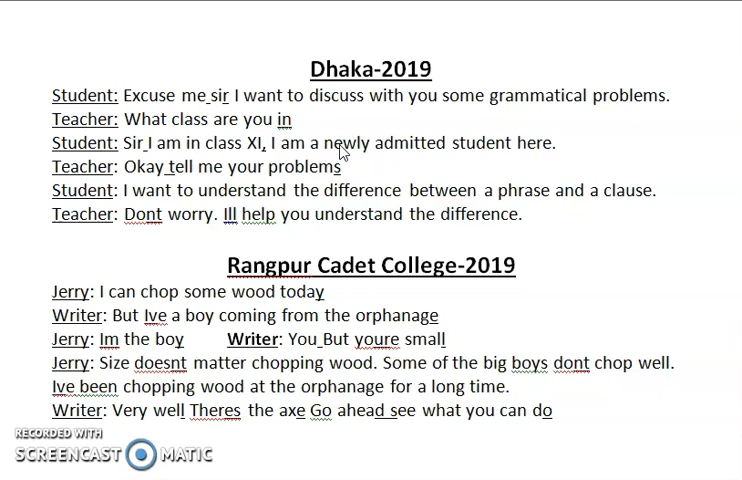 Dhaka-2019
Student: Excuse me sir I want to discuss with you some grammatical problems.
Teacher: What class are you in
Student: Sir I am in class XI, I am a newly admitted student here.
Teacher: Okay tell me your problems
Student: I want to understand the difference between a phrase and a clause.
Teacher: Dont worry. Ill help you understand the difference.
Rangpur Cadet College-2019
Jerry: I can chop some wood today
Writer: But Ive a boy coming from the orphanage
Jerry: Im the boy Writer: You But youre small
Jerry: Size doesnt matter chopping wood. Some of the big boys dont chop well.
Ive been chopping wood at the orphanage for a long time.
Writer: Very well Theres the axe Go ahead see what you can do
RECORDED WITH
SCREENCAST MATIC